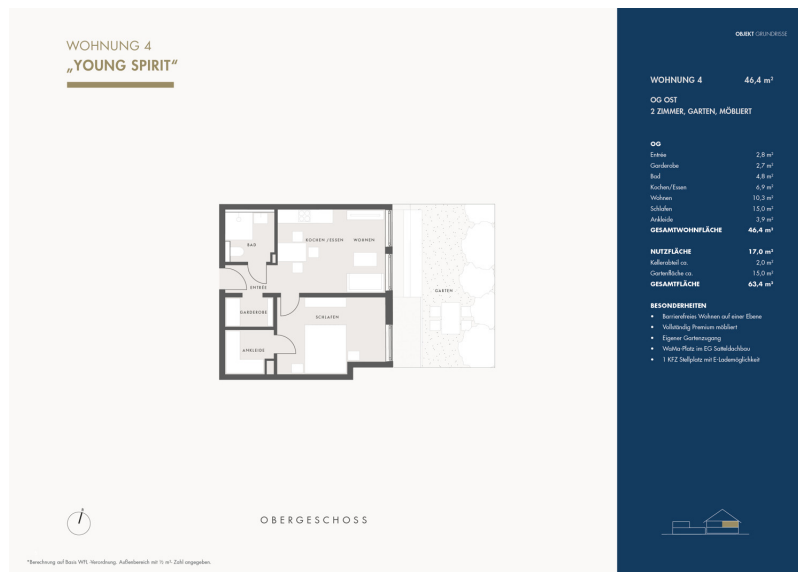 WOHNUNG 4
„YOUNG SPIRIT“
BAD
KOCHEN /ESSEN WOHNEN
ENTRÉE
GARDEROBE
SCHLAFEN
ANKLEIDE
GARTEN
OBERGESCHOSS
*Berechnung auf Basis WFL -Verordnung. Außenbereich mit ½ m²- Zahl angegeben.
OBJEKT GRUNDRISSE
WOHNUNG 4 46,4 m²
OG OST
2 ZIMMER, GARTEN, MÖBLIERT
OG
Entrée 2,8 m²
Garderobe 2,7 m²
Bad 4,8 m²
Kochen/Essen 6,9 m²
Wohnen 10,3 m²
Schlafen 15,0 m²
Ankleide 3,9 m²
GESAMTWOHNFLÄCHE 46,4 m²
NUTZFLÄCHE 17,0 m²
Kellerabteil ca. 2,0 m²
Gartenfläche ca. 15,0 m²
GESAMTFLÄCHE 63,4 m²
BESONDERHEITEN
• Barrierefreies Wohnen auf einer Ebene
• Vollständig Premium möbliert
• Eigener Gartenzugang
• WaMa-Platz im EG Satteldachbau
• 1 KFZ Stellplatz mit E-Lademöglichkeit